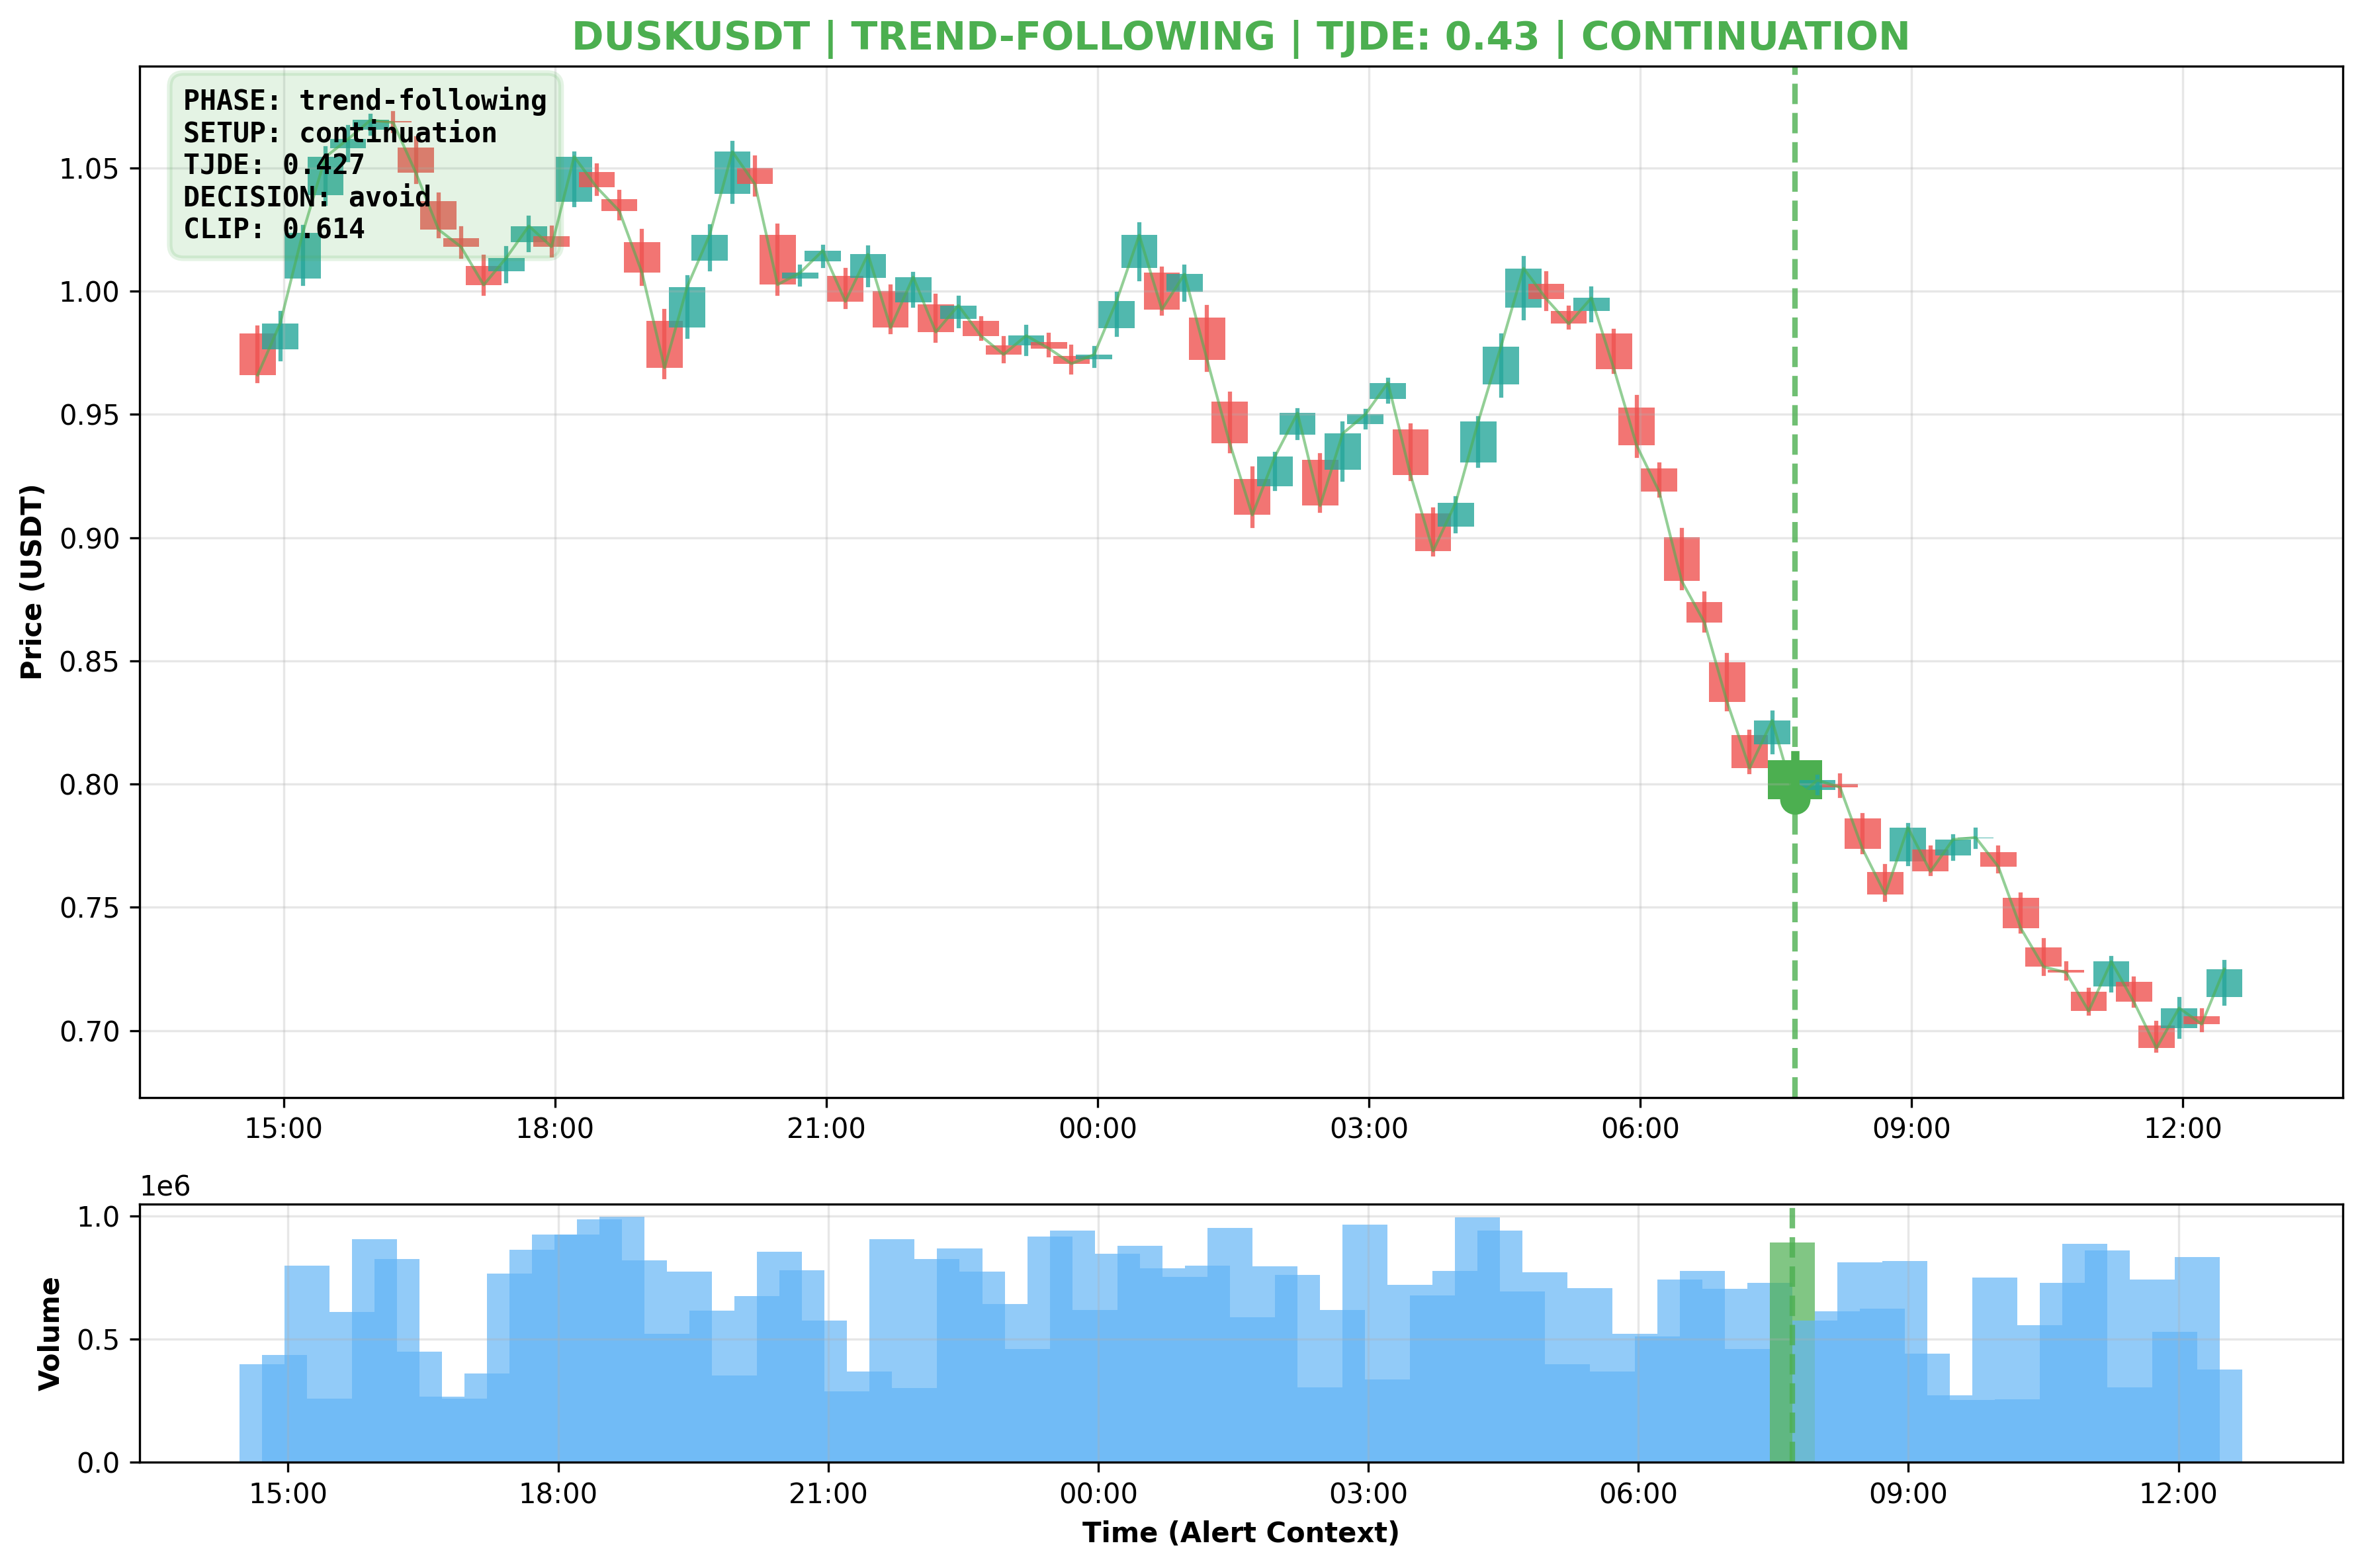 DUSKUSDT | TREND-FOLLOWING | TJDE: 0.43 | CONTINUATION
PHASE: trend-following
SETUP: continuation
TJDE: 0.427
DECISION: avoid
CLIP: 0.614
Price (USDT)
1.05
1.00
0.95
0.90
0.85
0.80
0.75
0.70
15:00 18:00 21:00 00:00 03:00 06:00 09:00 12:00
1e6
Volume
1.0
0.5
0.0
15:00 18:00 21:00 00:00 03:00 06:00 09:00 12:00
Time (Alert Context)